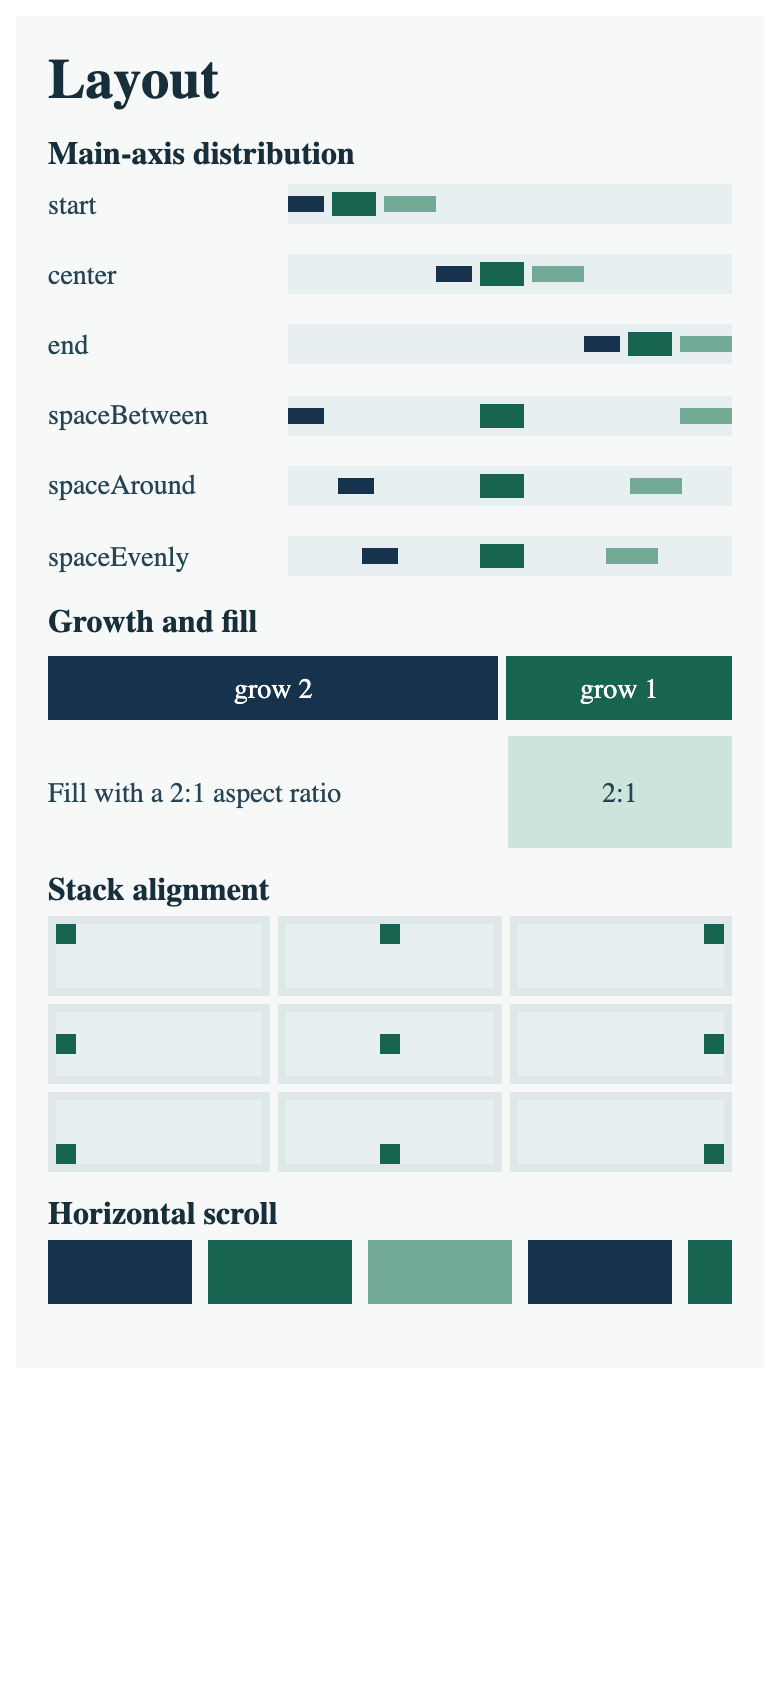 Layout
Main-axis distribution
start
center
end
spaceBetween
spaceAround
spaceEvenly
Growth and fill
grow 2 grow 1
Fill with a 2:1 aspect ratio 2:1
Stack alignment
Horizontal scroll